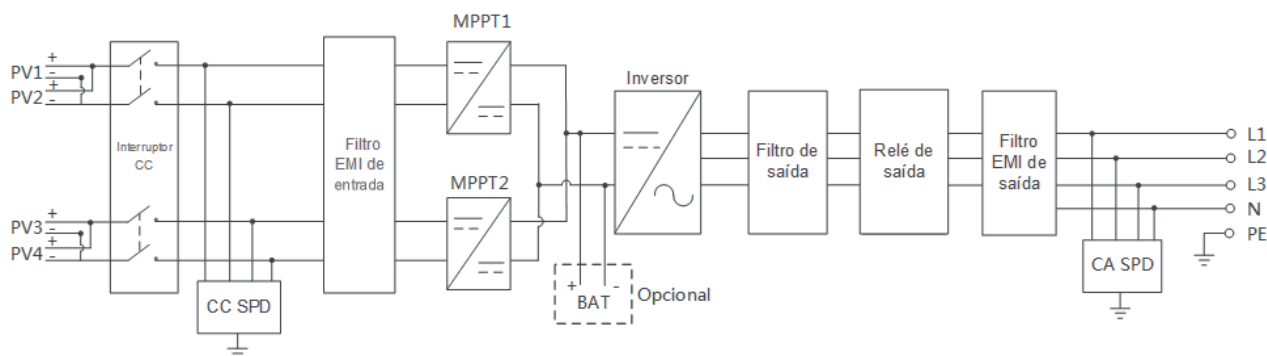 MPPT1
PV1
+
-
PV2
+
-
Interruptor
CC
Filtro
EMI de
entrada
Inversor
Filtro de
saída
Relé de
saída
Filtro
EMI de
saída
L1
L2
L3
N
PE
MPPT2
PV3
+
-
PV4
+
-
CC SPD
+ BAT -
Opcional
CA SPD